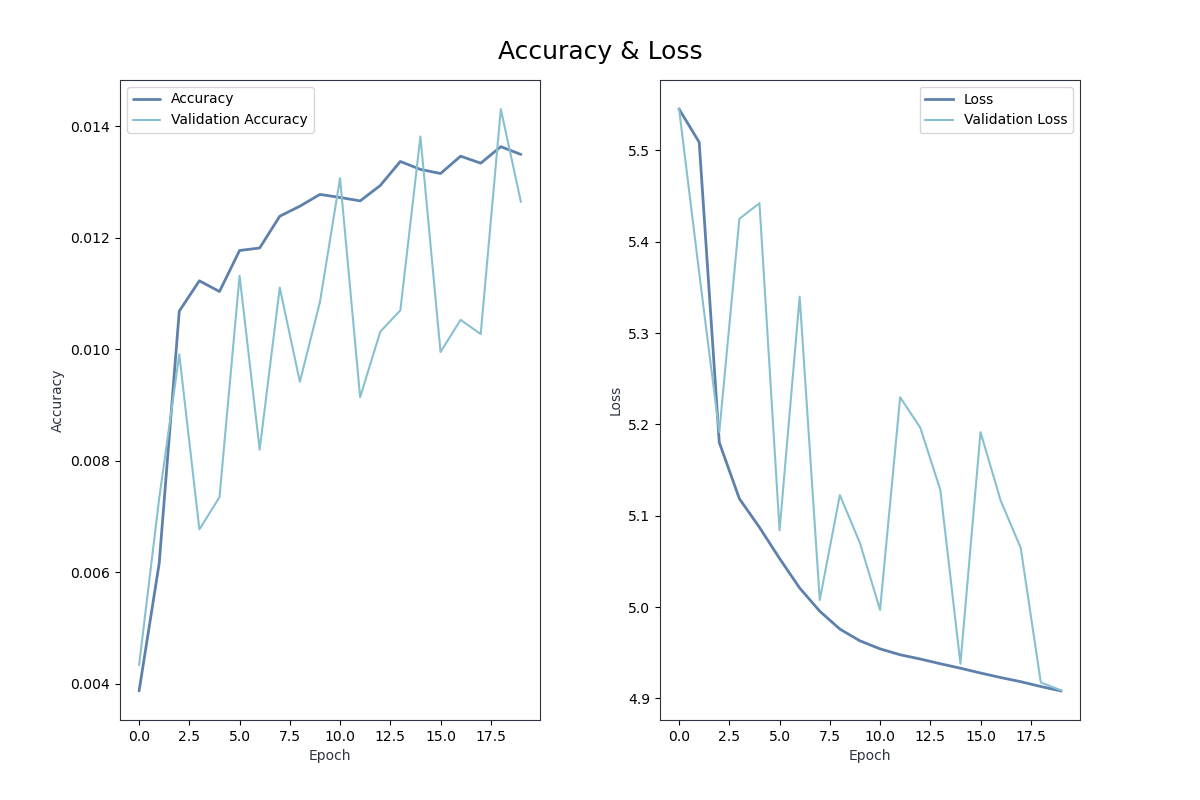 Accuracy & Loss
Accuracy
Validation Accuracy
0.014
0.012
0.010
0.008
0.006
0.004
Accuracy
0.0 2.5 5.0 7.5 10.0 12.5 15.0 17.5
Epoch
Loss
Validation Loss
5.5
5.4
5.3
5.2
5.1
5.0
4.9
Loss
0.0 2.5 5.0 7.5 10.0 12.5 15.0 17.5
Epoch